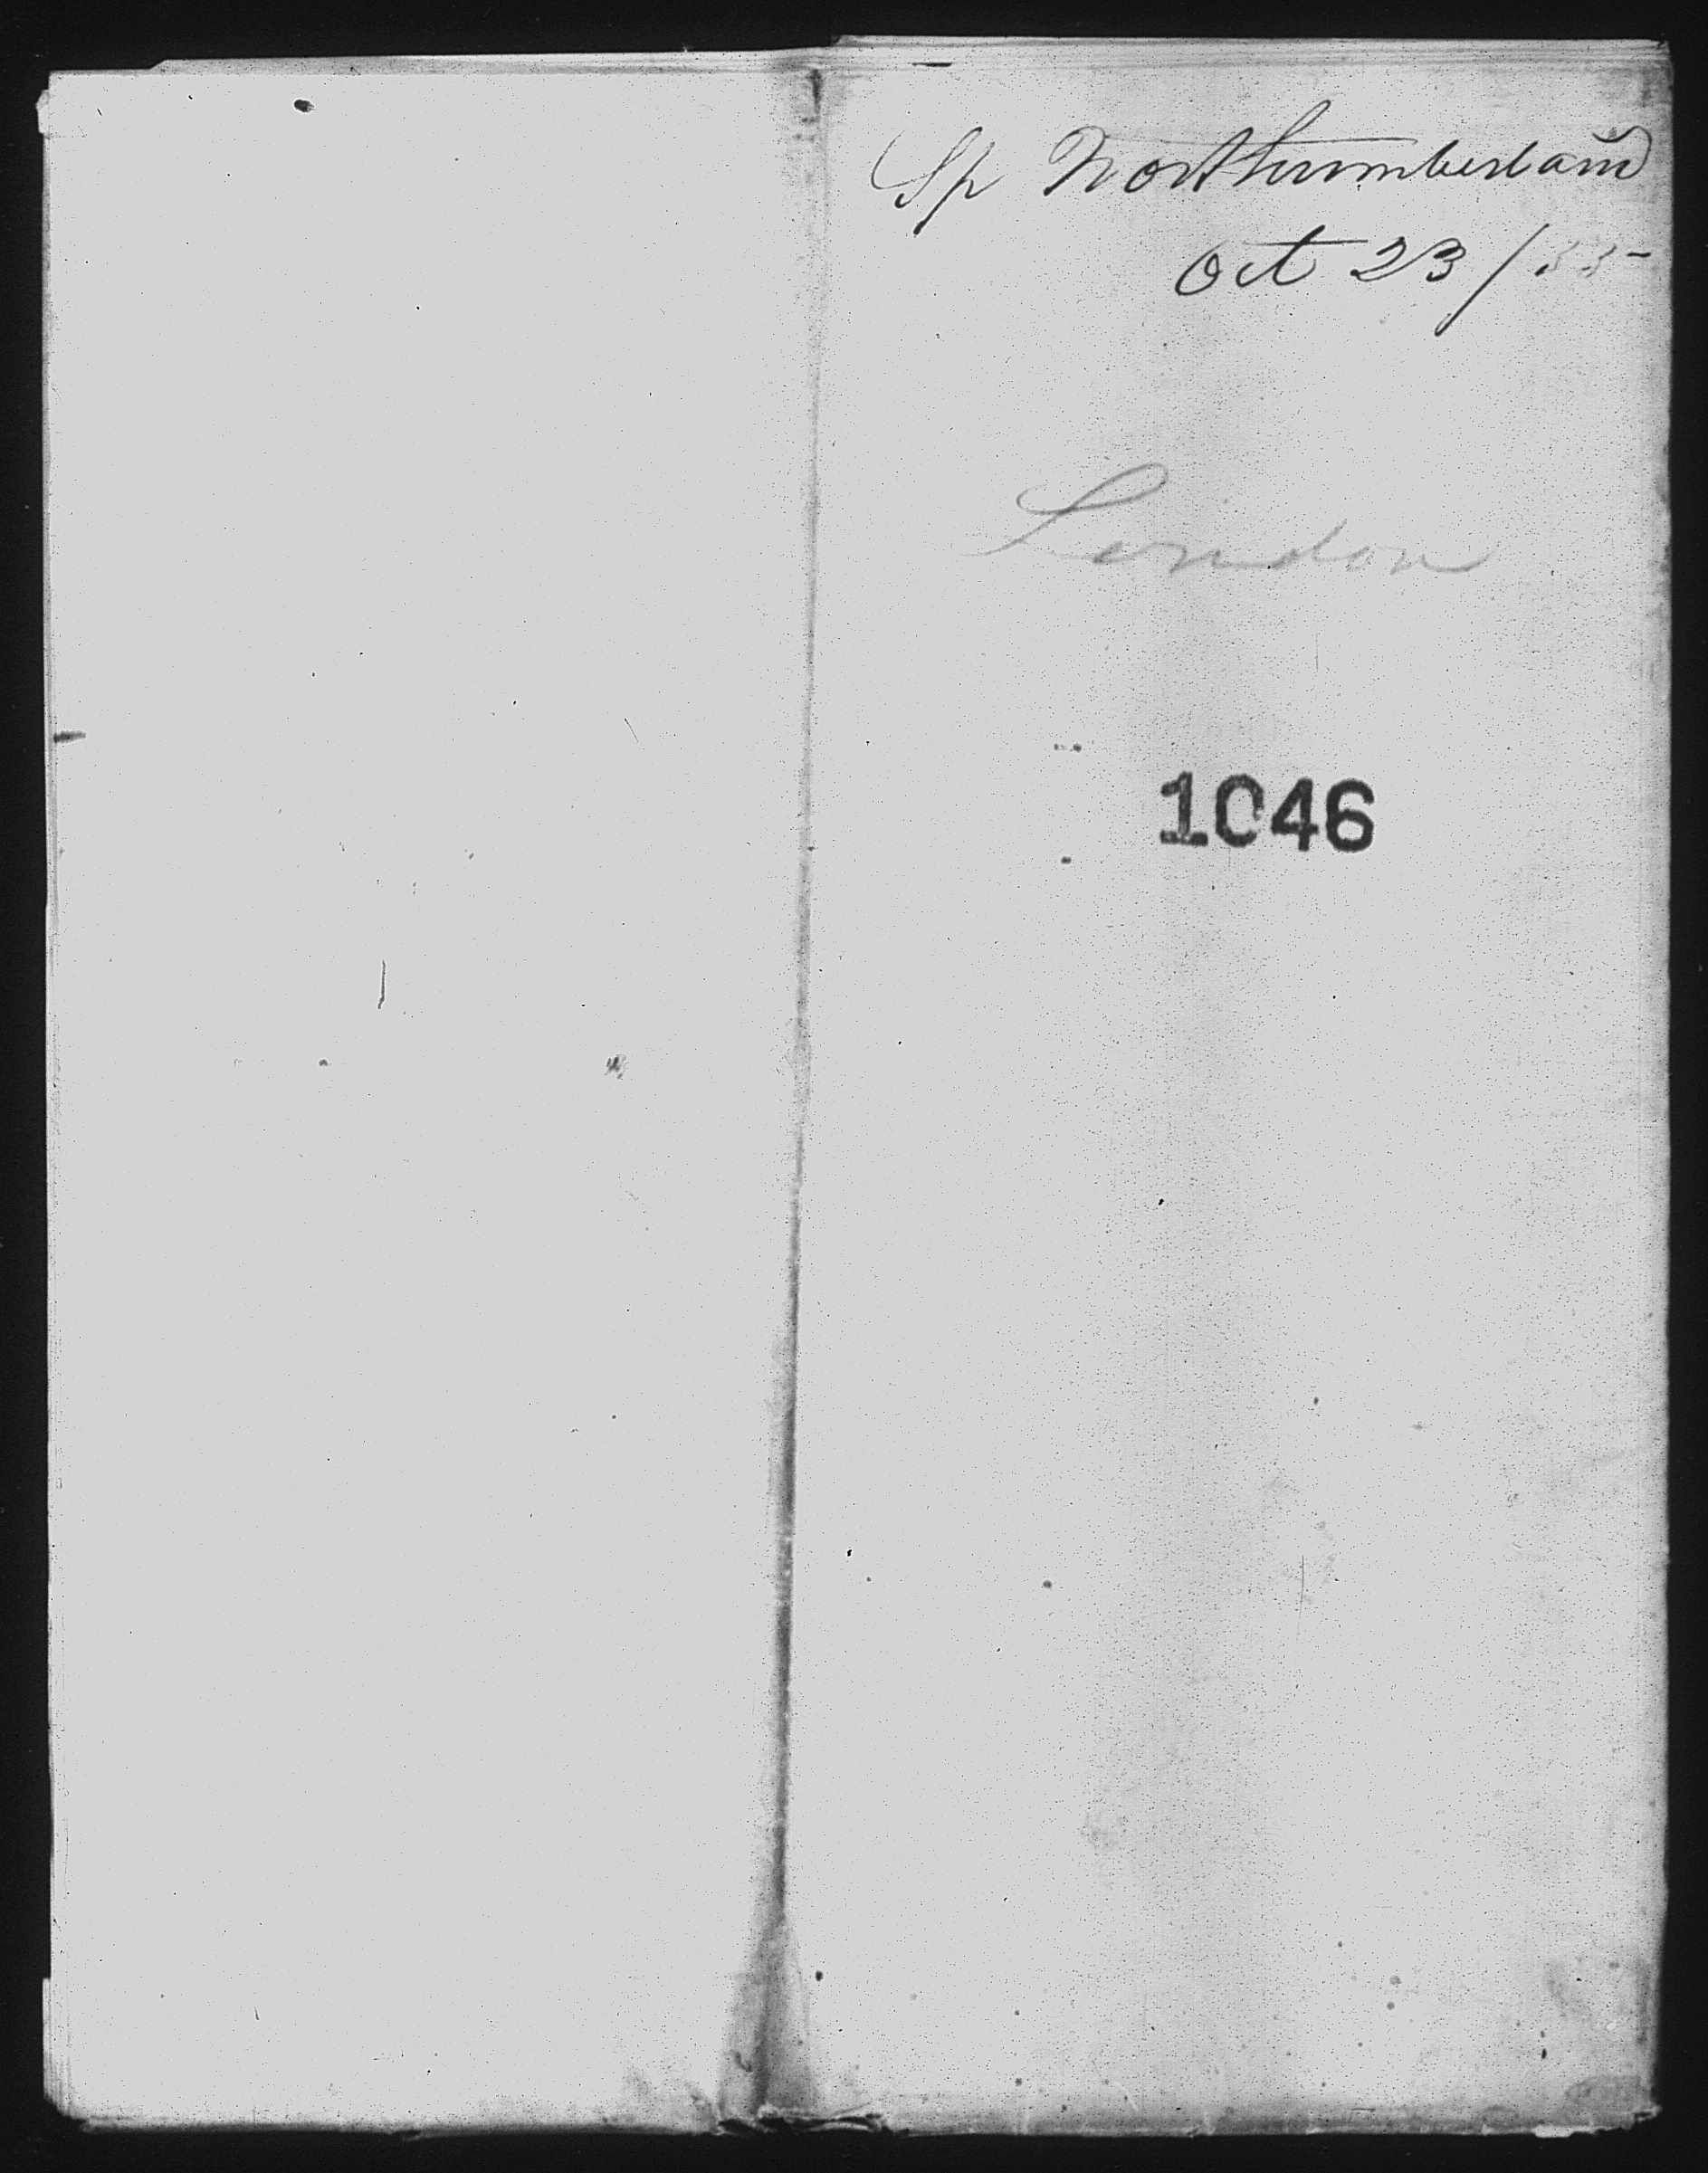 Sp Northumberland
Oct 23/55
London
1046